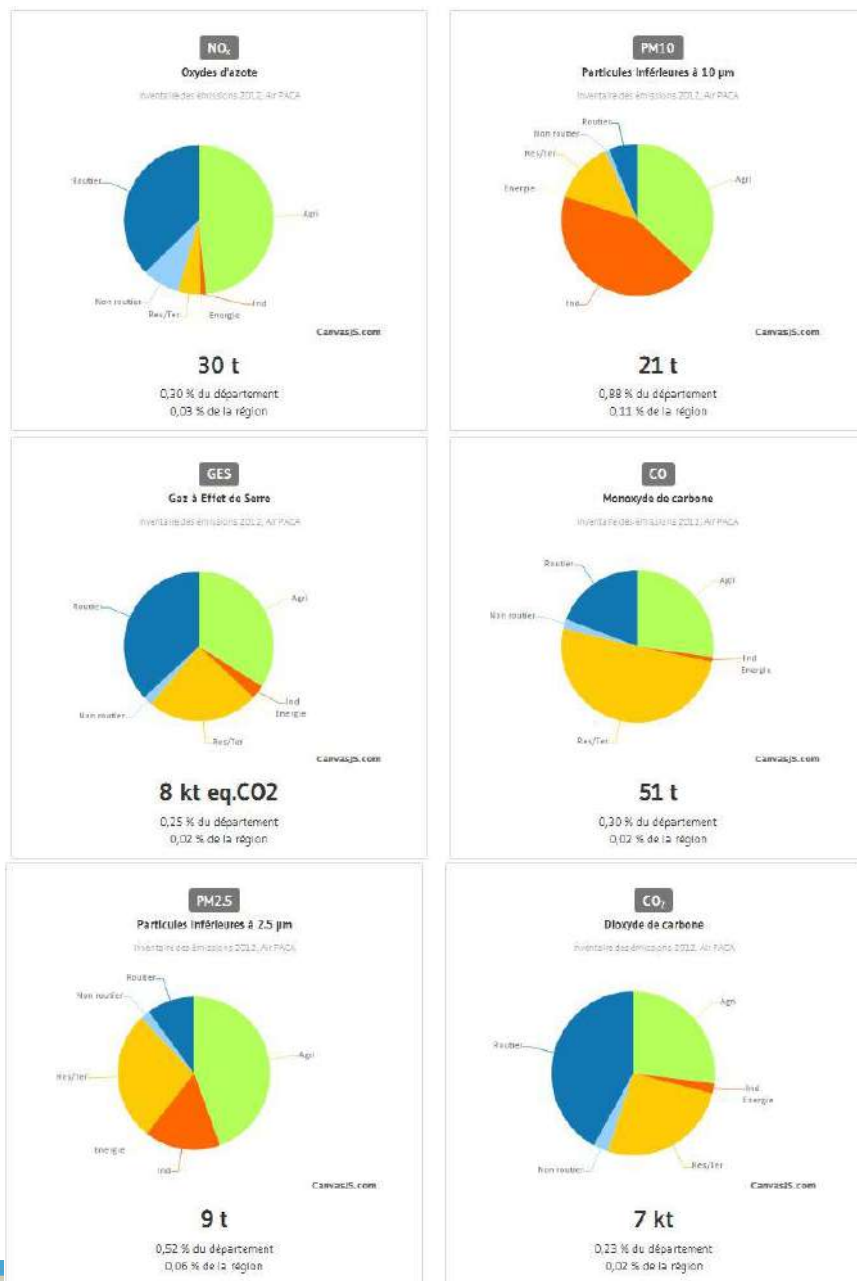 NOx
Oxydes d'azote
Inventaire des émissions 2012, Air PACA
Routier
Agri
Non routier
Res/Ter
Energie
Ind
CanvasJS.com
30 t
0,30 % du département
0,03 % de la région
PM10
Particules Inférieures à 10 µm
Inventaire des émissions 2012, Air PACA
Routier
Non routier
Res/Ter
Energie
Agri
Ind
CanvasJS.com
21 t
0,88 % du département
0,11 % de la région
GES
Gaz à Effet de Serre
Inventaire des émissions 2012, Air PACA
Agri
Routier
Ind
Energie
Non routier
Res/Ter
CanvasJS.com
8 kt eq.CO2
0,25 % du département
0,02 % de la région
CO
Monoxyde de carbone
Inventaire des émissions 2012, Air PACA
Routier
Agri
Non routier
Ind
Energie
Res/Ter
CanvasJS.com
51 t
0,30 % du département
0,02 % de la région
PM2.5
Particules Inférieures à 2.5 µm
Inventaire des émissions 2012, Air PACA
Routier
Non routier
Agri
Res/Ter
Energie
Ind
CanvasJS.com
9 t
0,52 % du département
0,06 % de la région
CO2
Dioxyde de carbone
Inventaire des émissions 2012, Air PACA
Agri
Routier
Ind
Energie
Non routier
Res/Ter
CanvasJS.com
7 kt
0,23 % du département
0,02 % de la région